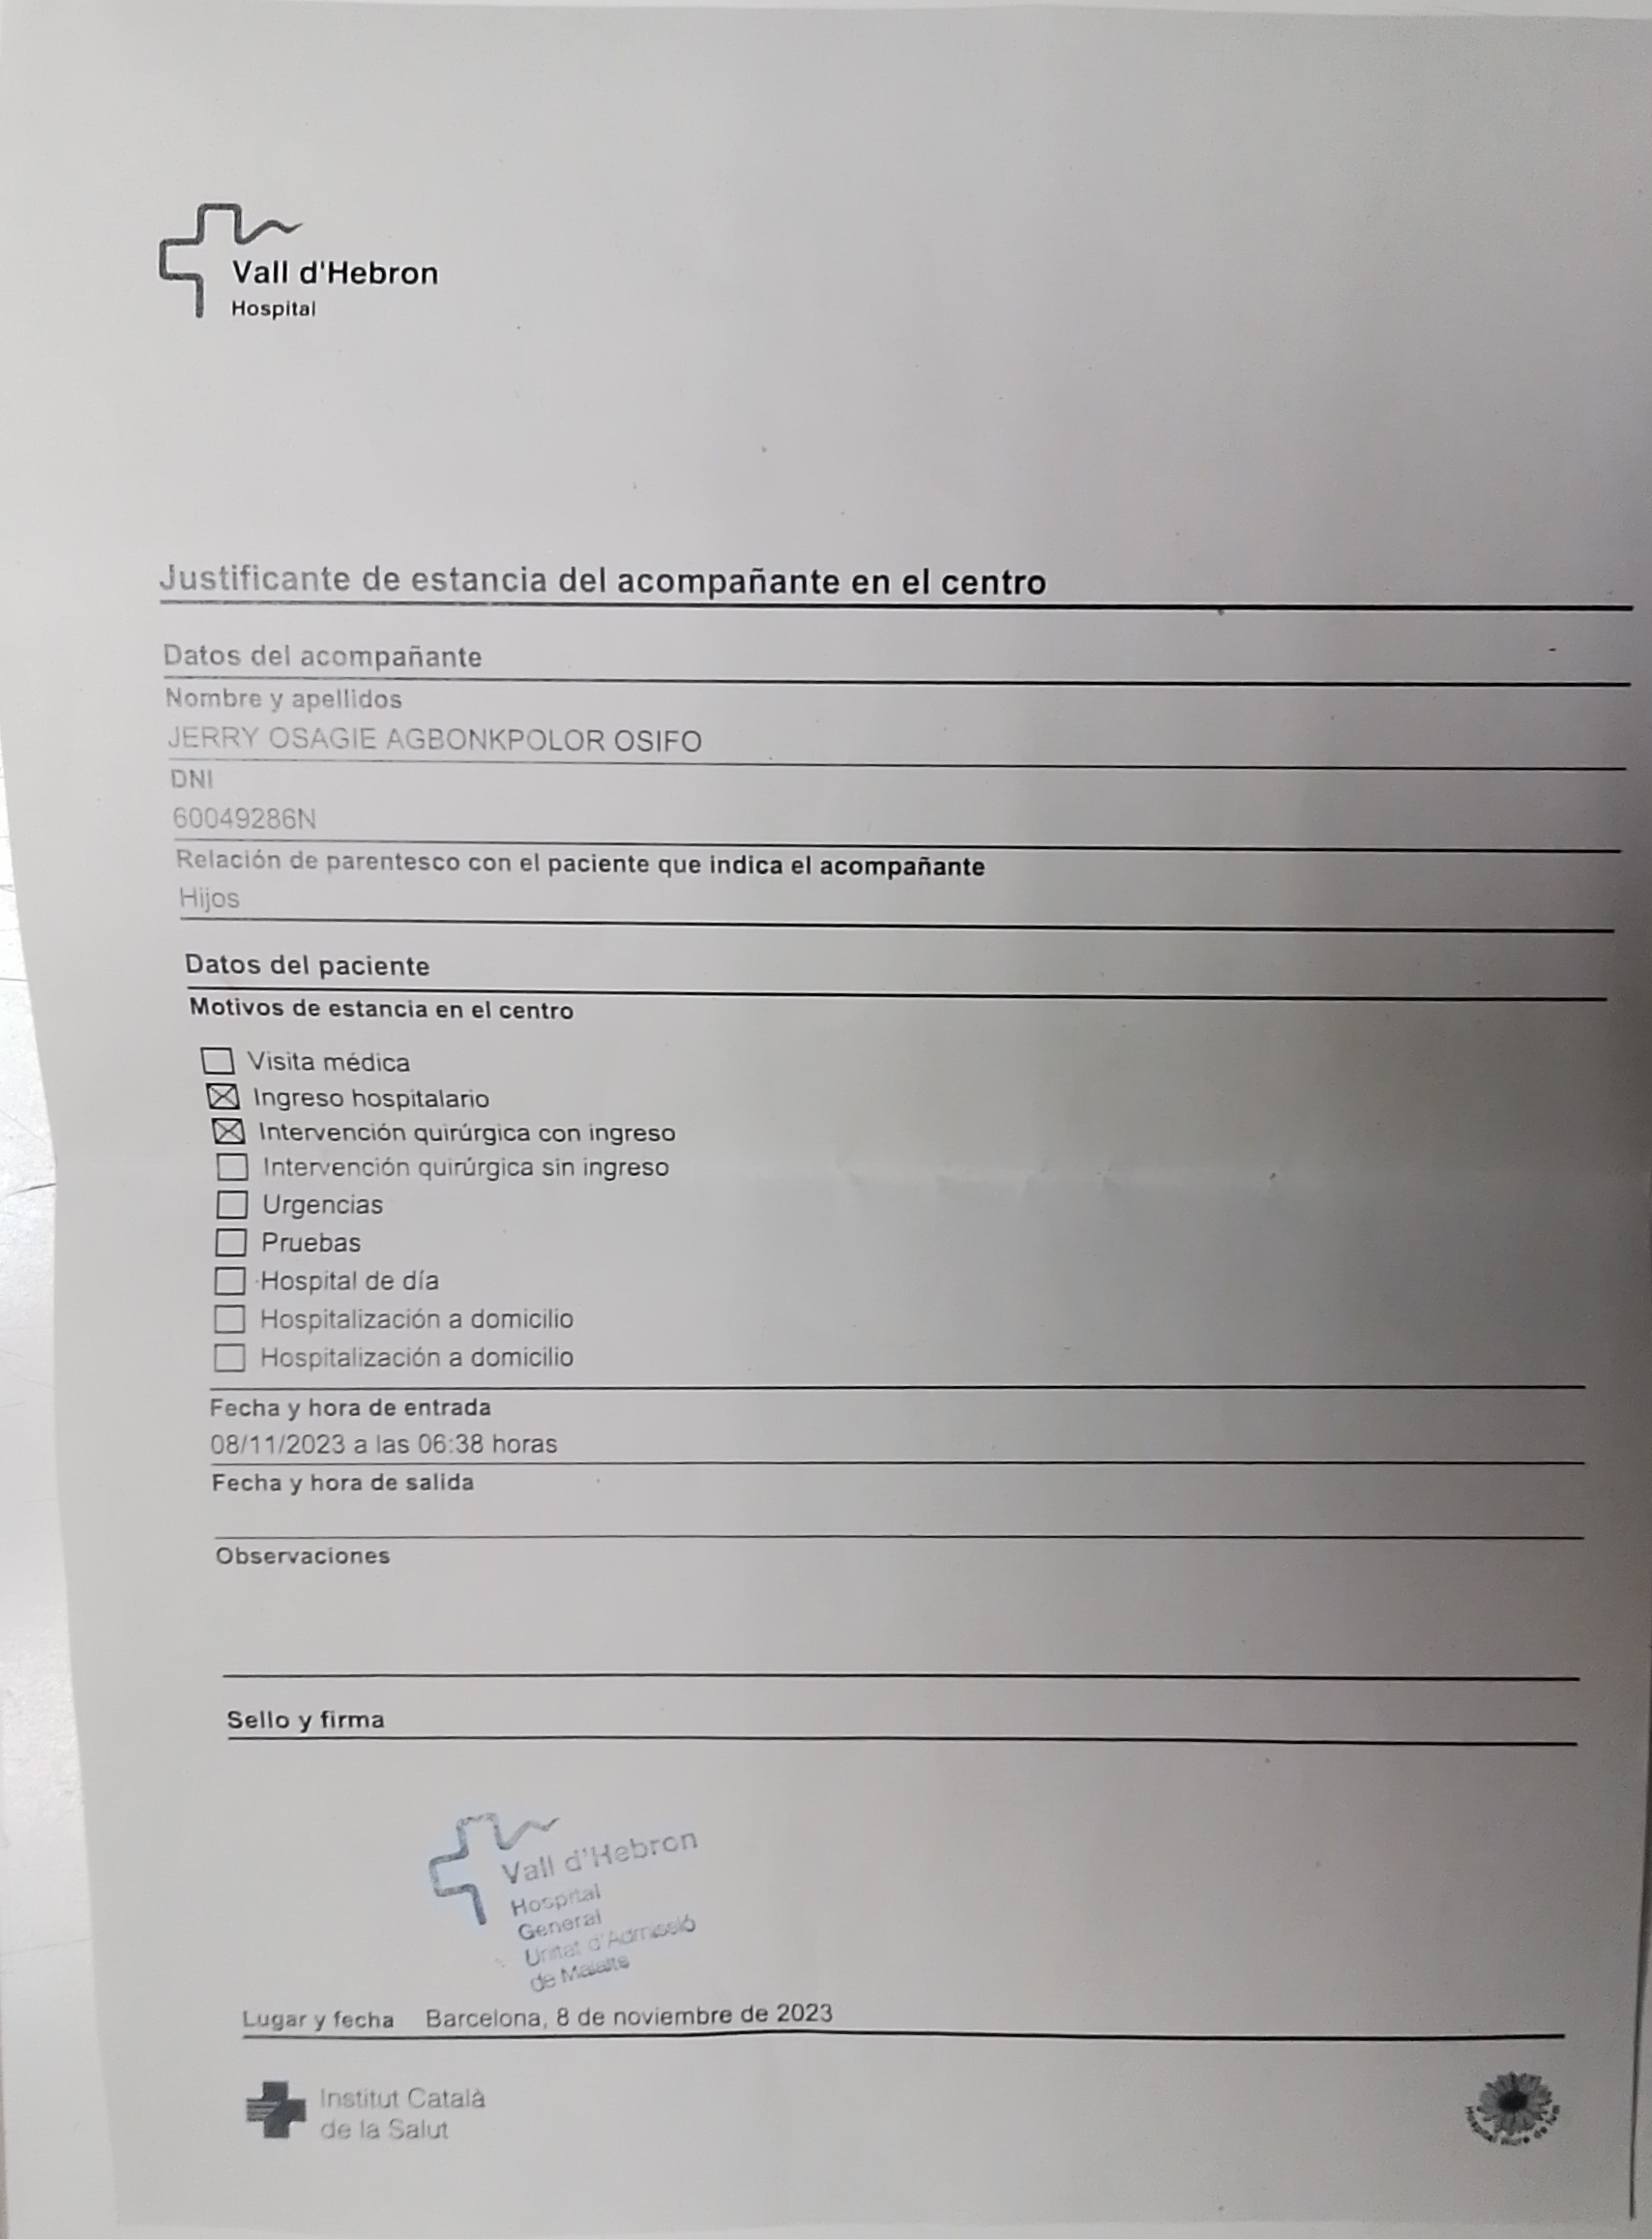 Vall d'Hebron
Hospital
Justificante de estancia del acompañante en el centro
Datos del acompañante
Nombre y apellidos
JERRY OSAGIE AGBONKPOLOR OSIFO
DNI
60049286N
Relación de parentesco con el paciente que indica el acompañante
Hijos
Datos del paciente
Motivos de estancia en el centro
Visita médica
Ingreso hospitalario
Intervención quirúrgica con ingreso
Intervención quirúrgica sin ingreso
Urgencias
Pruebas
Hospital de día
Hospitalización a domicilio
Hospitalización a domicilio
Fecha y hora de entrada
08/11/2023 a las 06:38 horas
Fecha y hora de salida
Observaciones
Sello y firma
Vall d'Hebron
Hospital
General
Unitat d'Admissió
de Malalts
Lugar y fecha Barcelona, 8 de noviembre de 2023
Institut Català
de la Salut
Hospital lliure de fum